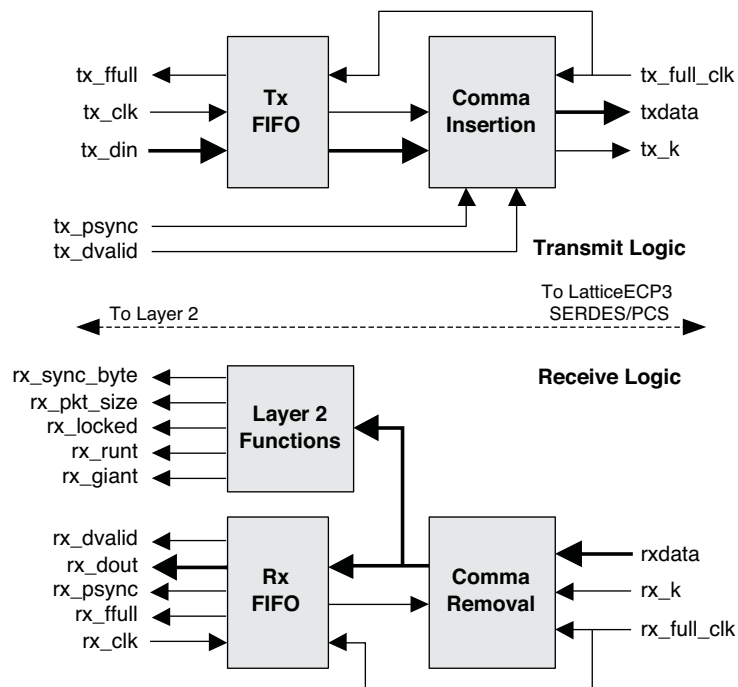 tx_ffull
tx_clk
tx_din
Tx
FIFO
Comma
Insertion
tx_full_clk
txdata
tx_k
tx_psync
tx_dvalid
Transmit Logic
To Layer 2
To LatticeECP3
SERDES/PCS
Receive Logic
rx_sync_byte
rx_pkt_size
rx_locked
rx_runt
rx_giant
Layer 2
Functions
rx_dvalid
rx_dout
rx_psync
rx_ffull
rx_clk
Rx
FIFO
Comma
Removal
rxdata
rx_k
rx_full_clk